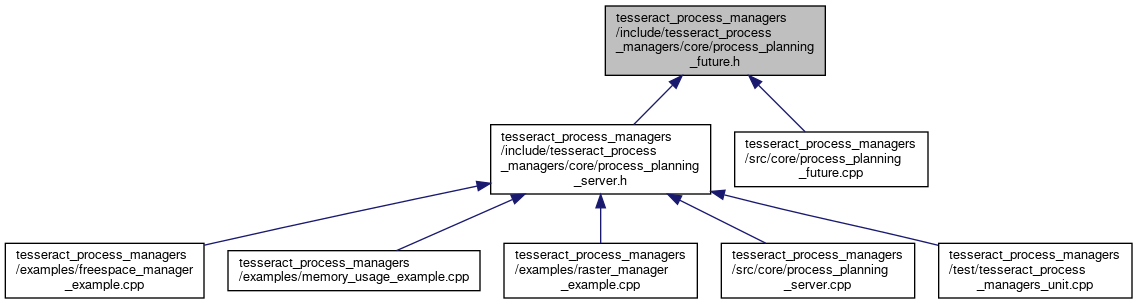 tesseract_process_managers
/include/tesseract_process
_managers/core/process_planning
_future.h
tesseract_process_managers
/include/tesseract_process
_managers/core/process_planning
_server.h
tesseract_process_managers
/src/core/process_planning
_future.cpp
tesseract_process_managers
/examples/freespace_manager
_example.cpp
tesseract_process_managers
/examples/memory_usage_example.cpp
tesseract_process_managers
/examples/raster_manager
_example.cpp
tesseract_process_managers
/src/core/process_planning
_server.cpp
tesseract_process_managers
/test/tesseract_process
_managers_unit.cpp